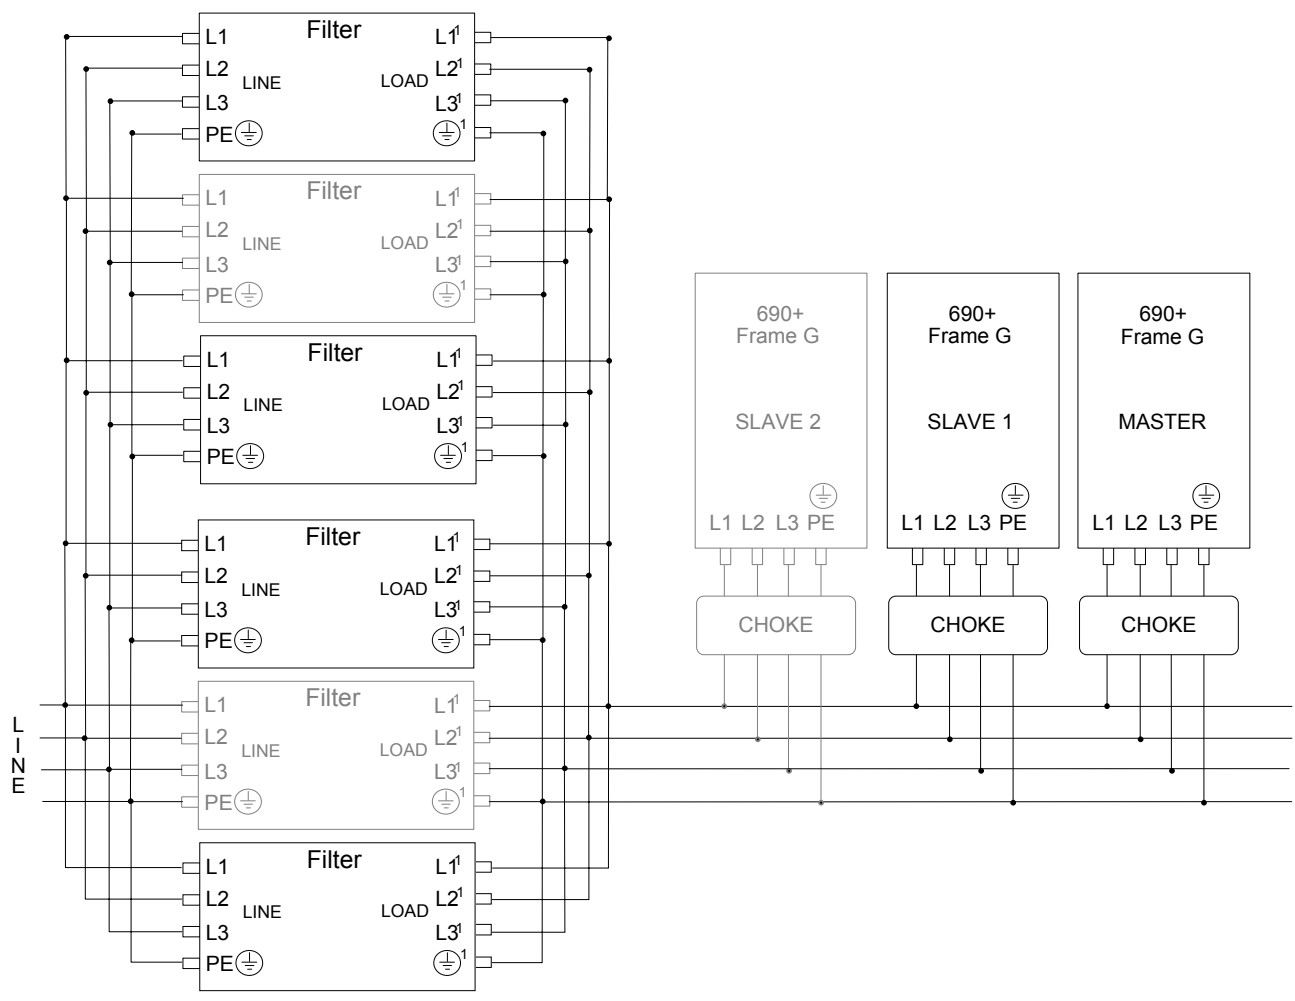 Filter
L1 L1¹
L2 L2¹
LINE LOAD
L3 L3¹
PE 1
Filter
L1 L1¹
L2 L2¹
LINE LOAD
L3 L3¹
PE 1
Filter
L1 L1¹
L2 L2¹
LINE LOAD
L3 L3¹
PE 1
Filter
L1 L1¹
L2 L2¹
LINE LOAD
L3 L3¹
PE 1
Filter
L1 L1¹
L2 L2¹
LINE LOAD
L3 L3¹
PE 1
Filter
L1 L1¹
L2 L2¹
LINE LOAD
L3 L3¹
PE 1
L
I
N
E
690+
Frame G
SLAVE 2
L1 L2 L3 PE
CHOKE
690+
Frame G
SLAVE 1
L1 L2 L3 PE
CHOKE
690+
Frame G
MASTER
L1 L2 L3 PE
CHOKE